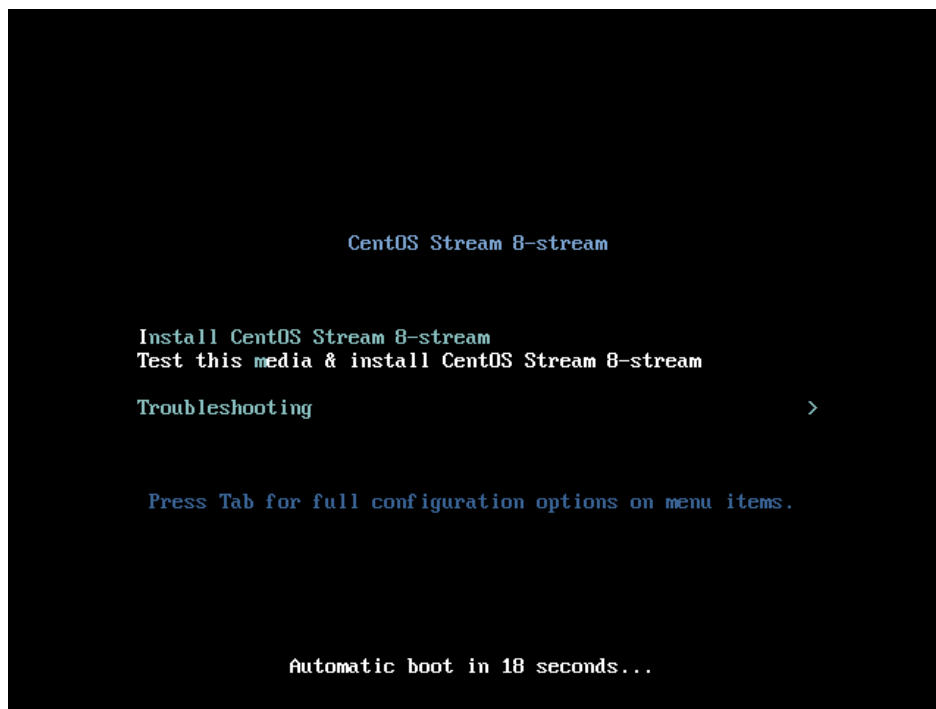 CentOS Stream 8-stream
Install CentOS Stream 8-stream
Test this media & install CentOS Stream 8-stream
Troubleshooting >
Press Tab for full configuration options on menu items.
Automatic boot in 18 seconds...